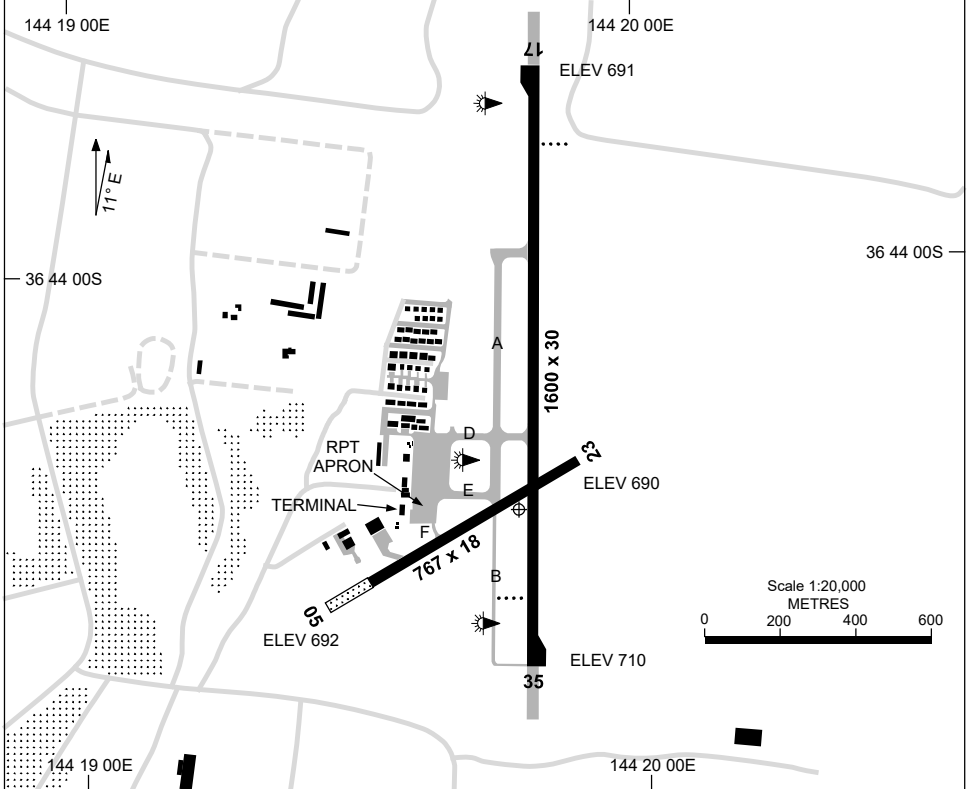 144 19 00E
144 20 00E
17
ELEV 691
11° E
36 44 00S
36 44 00S
A
1600 x 30
D
RPT
APRON
23
E
ELEV 690
TERMINAL
F
767 x 18
B
Scale 1:20,000
METRES
0 200 400 600
05
ELEV 692
ELEV 710
35
144 19 00E
144 20 00E